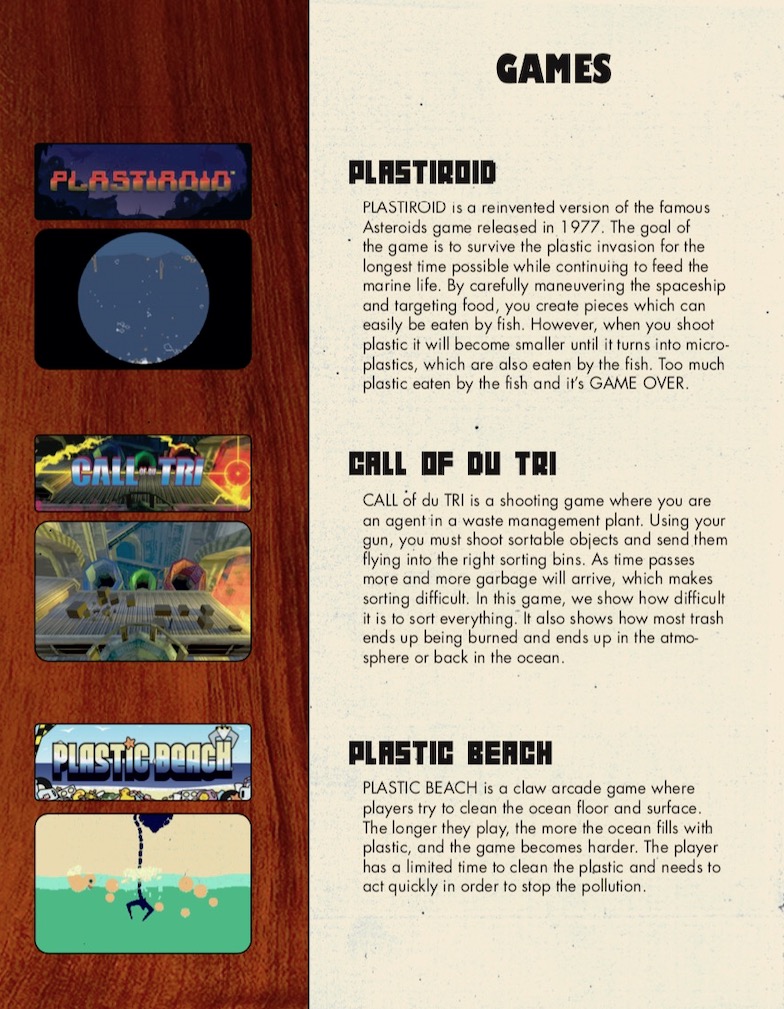 GAMES
PLASTIROID
PLASTIROID
PLASTIROID is a reinvented version of the famous
Asteroids game released in 1977. The goal of
the game is to survive the plastic invasion for the
longest time possible while continuing to feed the
marine life. By carefully maneuvering the spaceship
and targeting food, you create pieces which can
easily be eaten by fish. However, when you shoot
plastic it will become smaller until it turns into micro-
plastics, which are also eaten by the fish. Too much
plastic eaten by the fish and it's GAME OVER.
CALL OF DU TRI
CALL OF DU TRI
CALL of du TRI is a shooting game where you are
an agent in a waste management plant. Using your
gun, you must shoot sortable objects and send them
flying into the right sorting bins. As time passes
more and more garbage will arrive, which makes
sorting difficult. In this game, we show how difficult
it is to sort everything. It also shows how most trash
ends up being burned and ends up in the atmo-
sphere or back in the ocean.
PLASTIC BEACH
PLASTIC BEACH
PLASTIC BEACH is a claw arcade game where
players try to clean the ocean floor and surface.
The longer they play, the more the ocean fills with
plastic, and the game becomes harder. The player
has a limited time to clean the plastic and needs to
act quickly in order to stop the pollution.